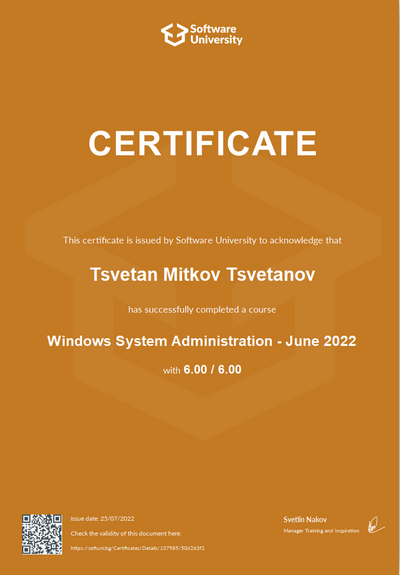 Software
University
CERTIFICATE
This certificate is issued by Software University to acknowledge that
Tsvetan Mitkov Tsvetanov
has successfully completed a course
Windows System Administration - June 2022
with 6.00 / 6.00
Issue date: 25/07/2022
Check the validity of this document here:
https://softuni.bg/Certificates/Details/137985/50d263f2
Svetlin Nakov
Manager Training and Inspiration